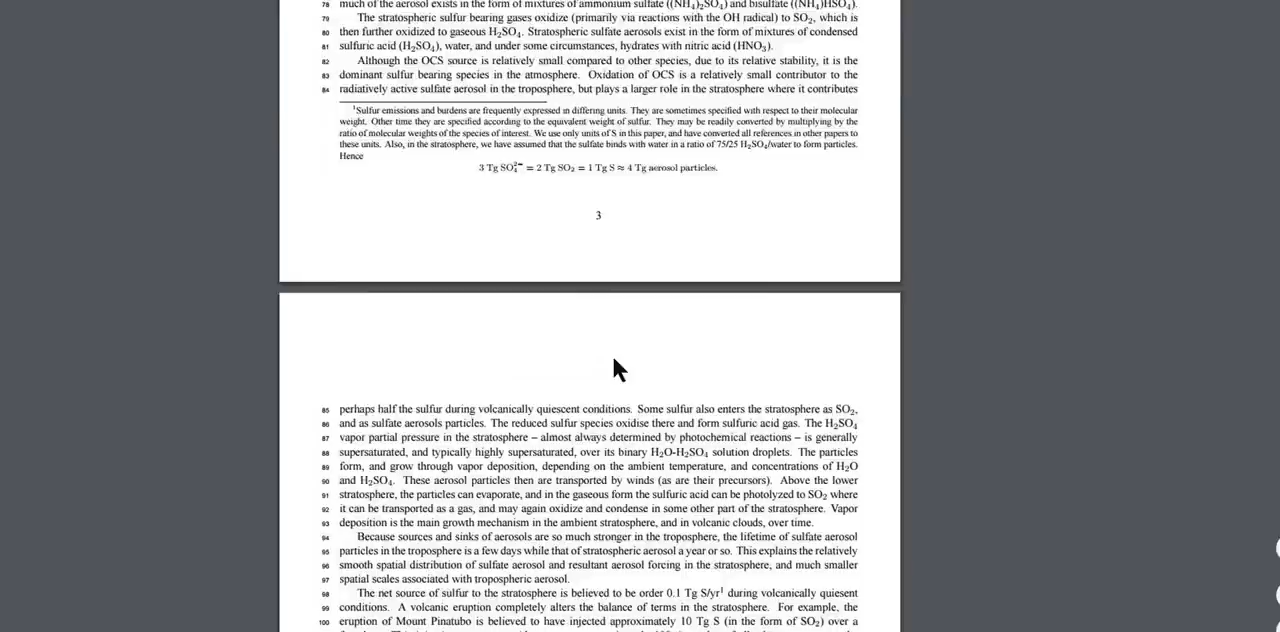 78 much of the aerosol exists in the form of mixtures of ammonium sulfate ((NH₄)₂SO₄) and bisulfate ((NH₄)HSO₄).
79 The stratospheric sulfur bearing gases oxidize (primarily via reactions with the OH radical) to SO₂, which is
80 then further oxidized to gaseous H₂SO₄. Stratospheric sulfate aerosols exist in the form of mixtures of condensed
81 sulfuric acid (H₂SO₄), water, and under some circumstances, hydrates with nitric acid (HNO₃).
82 Although the OCS source is relatively small compared to other species, due to its relative stability, it is the
83 dominant sulfur bearing species in the atmosphere. Oxidation of OCS is a relatively small contributor to the
84 radiatively active sulfate aerosol in the troposphere, but plays a larger role in the stratosphere where it contributes
¹Sulfur emissions and burdens are frequently expressed in differing units. They are sometimes specified with respect to their molecular
weight. Other time they are specified according to the equivalent weight of sulfur. They may be readily converted by multiplying by the
ratio of molecular weights of the species of interest. We use only units of S in this paper, and have converted all references in other papers to
these units. Also, in the stratosphere, we have assumed that the sulfate binds with water in a ratio of 75/25 H₂SO₄/water to form particles.
Hence
3 Tg SO₄²⁻ = 2 Tg SO₂ = 1 Tg S ≈ 4 Tg aerosol particles.
3
85 perhaps half the sulfur during volcanically quiescent conditions. Some sulfur also enters the stratosphere as SO₂,
86 and as sulfate aerosols particles. The reduced sulfur species oxidise there and form sulfuric acid gas. The H₂SO₄
87 vapor partial pressure in the stratosphere – almost always determined by photochemical reactions – is generally
88 supersaturated, and typically highly supersaturated, over its binary H₂O-H₂SO₄ solution droplets. The particles
89 form, and grow through vapor deposition, depending on the ambient temperature, and concentrations of H₂O
90 and H₂SO₄. These aerosol particles then are transported by winds (as are their precursors). Above the lower
91 stratosphere, the particles can evaporate, and in the gaseous form the sulfuric acid can be photolyzed to SO₂ where
92 it can be transported as a gas, and may again oxidize and condense in some other part of the stratosphere. Vapor
93 deposition is the main growth mechanism in the ambient stratosphere, and in volcanic clouds, over time.
94 Because sources and sinks of aerosols are so much stronger in the troposphere, the lifetime of sulfate aerosol
95 particles in the troposphere is a few days while that of stratospheric aerosol a year or so. This explains the relatively
96 smooth spatial distribution of sulfate aerosol and resultant aerosol forcing in the stratosphere, and much smaller
97 spatial scales associated with tropospheric aerosol.
98 The net source of sulfur to the stratosphere is believed to be order 0.1 Tg S/yr¹ during volcanically quiesent
99 conditions. A volcanic eruption completely alters the balance of terms in the stratosphere. For example, the
100 eruption of Mount Pinatubo is believed to have injected approximately 10 Tg S (in the form of SO₂) over a